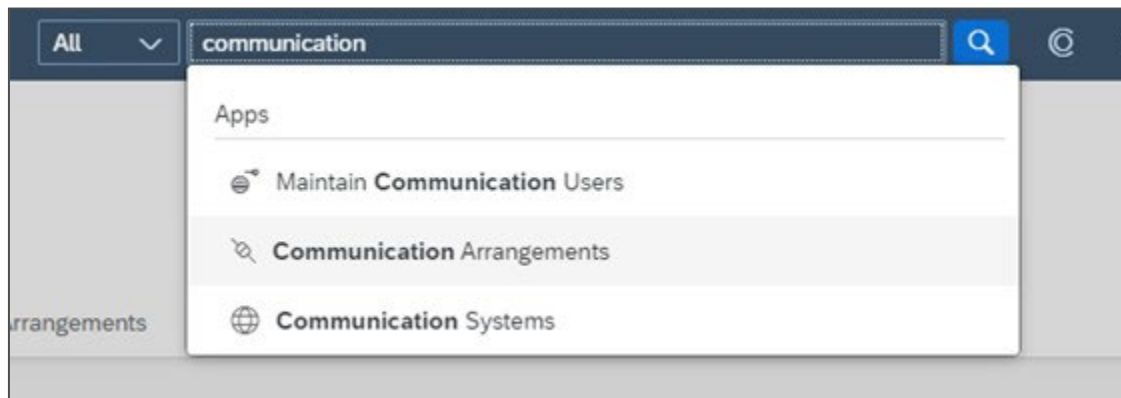 All
communication
Apps
Maintain Communication Users
Communication Arrangements
Communication Systems
rrangements